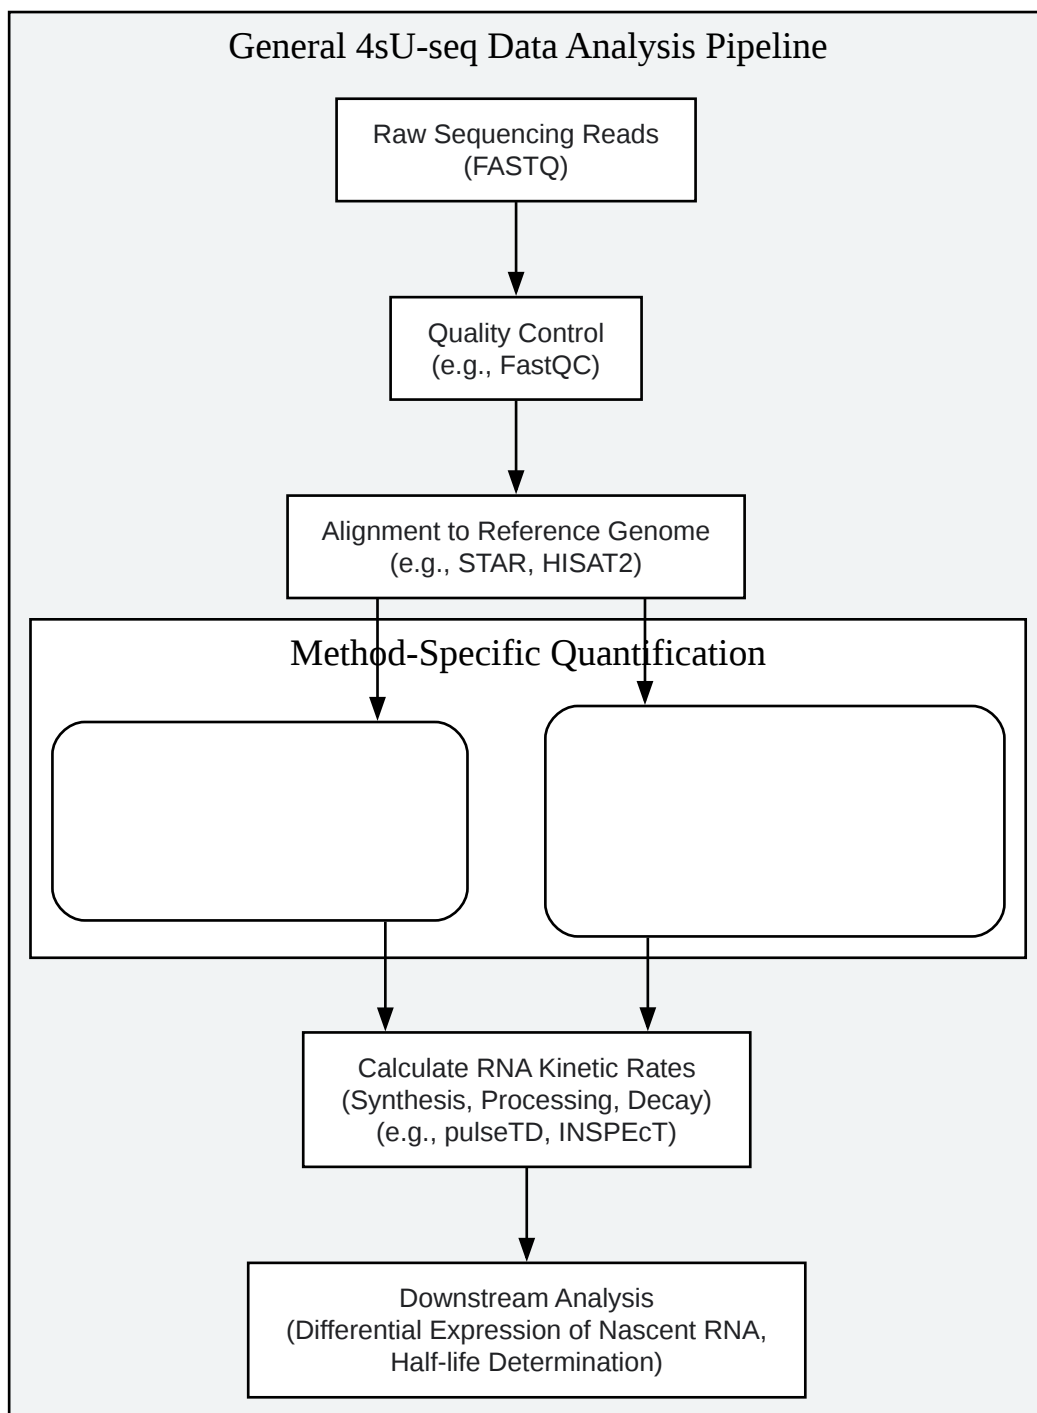 General 4sU-seq Data Analysis Pipeline
Raw Sequencing Reads
(FASTQ)
Quality Control
(e.g., FastQC)
Alignment to Reference Genome
(e.g., STAR, HISAT2)
Method-Specific Quantification
Calculate RNA Kinetic Rates
(Synthesis, Processing, Decay)
(e.g., pulseTD, INSPEcT)
Downstream Analysis
(Differential Expression of Nascent RNA,
Half-life Determination)